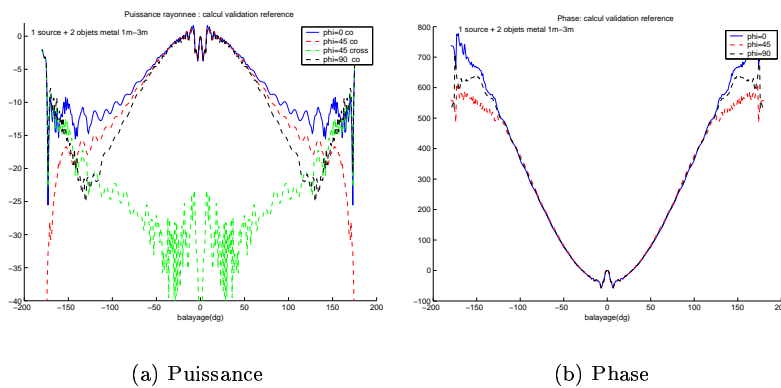 Puissance rayonnee : calcul validation reference
1 source + 2 objets metal 1m−3m
phi=0 co
phi=45 co
phi=45 cross
phi=90 co
0
−5
−10
−15
−20
−25
−30
−35
−40
−200 −150 −100 −50 0 50 100 150 200
balayage(dg)
(a) Puissance
Phase: calcul validation reference
1 source + 2 objets metal 1m−3m
phi=0
phi=45
phi=90
800
700
600
500
400
300
200
100
0
−100
−200 −150 −100 −50 0 50 100 150 200
balayage(dg)
(b) Phase